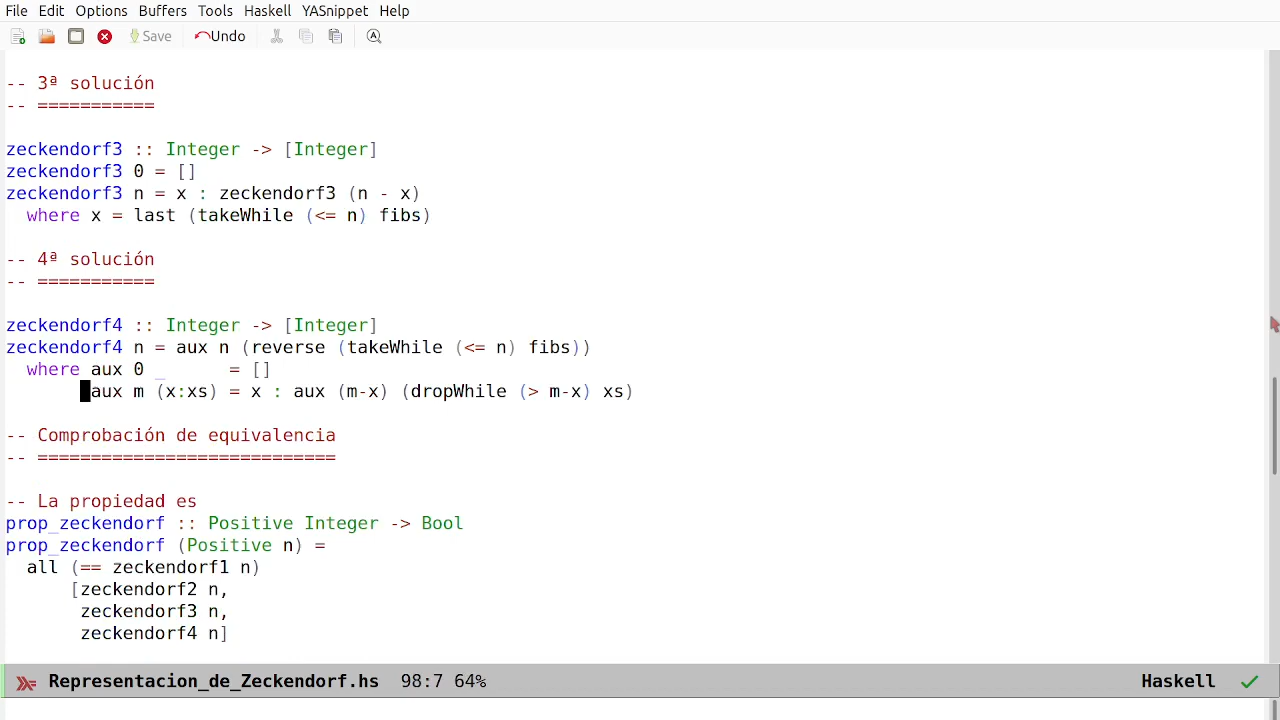 File Edit Options Buffers Tools Haskell YASnippet Help
Save Undo
-- 3ª solución
-- ===========
zeckendorf3 :: Integer -> [Integer]
zeckendorf3 0 = []
zeckendorf3 n = x : zeckendorf3 (n - x)
  where x = last (takeWhile (<= n) fibs)
-- 4ª solución
-- ===========
zeckendorf4 :: Integer -> [Integer]
zeckendorf4 n = aux n (reverse (takeWhile (<= n) fibs))
  where aux 0 _      = []
        aux m (x:xs) = x : aux (m-x) (dropWhile (> m-x) xs)
-- Comprobación de equivalencia
-- ============================
-- La propiedad es
prop_zeckendorf :: Positive Integer -> Bool
prop_zeckendorf (Positive n) =
  all (== zeckendorf1 n)
      [zeckendorf2 n,
       zeckendorf3 n,
       zeckendorf4 n]
Representacion_de_Zeckendorf.hs 98:7 64% Haskell